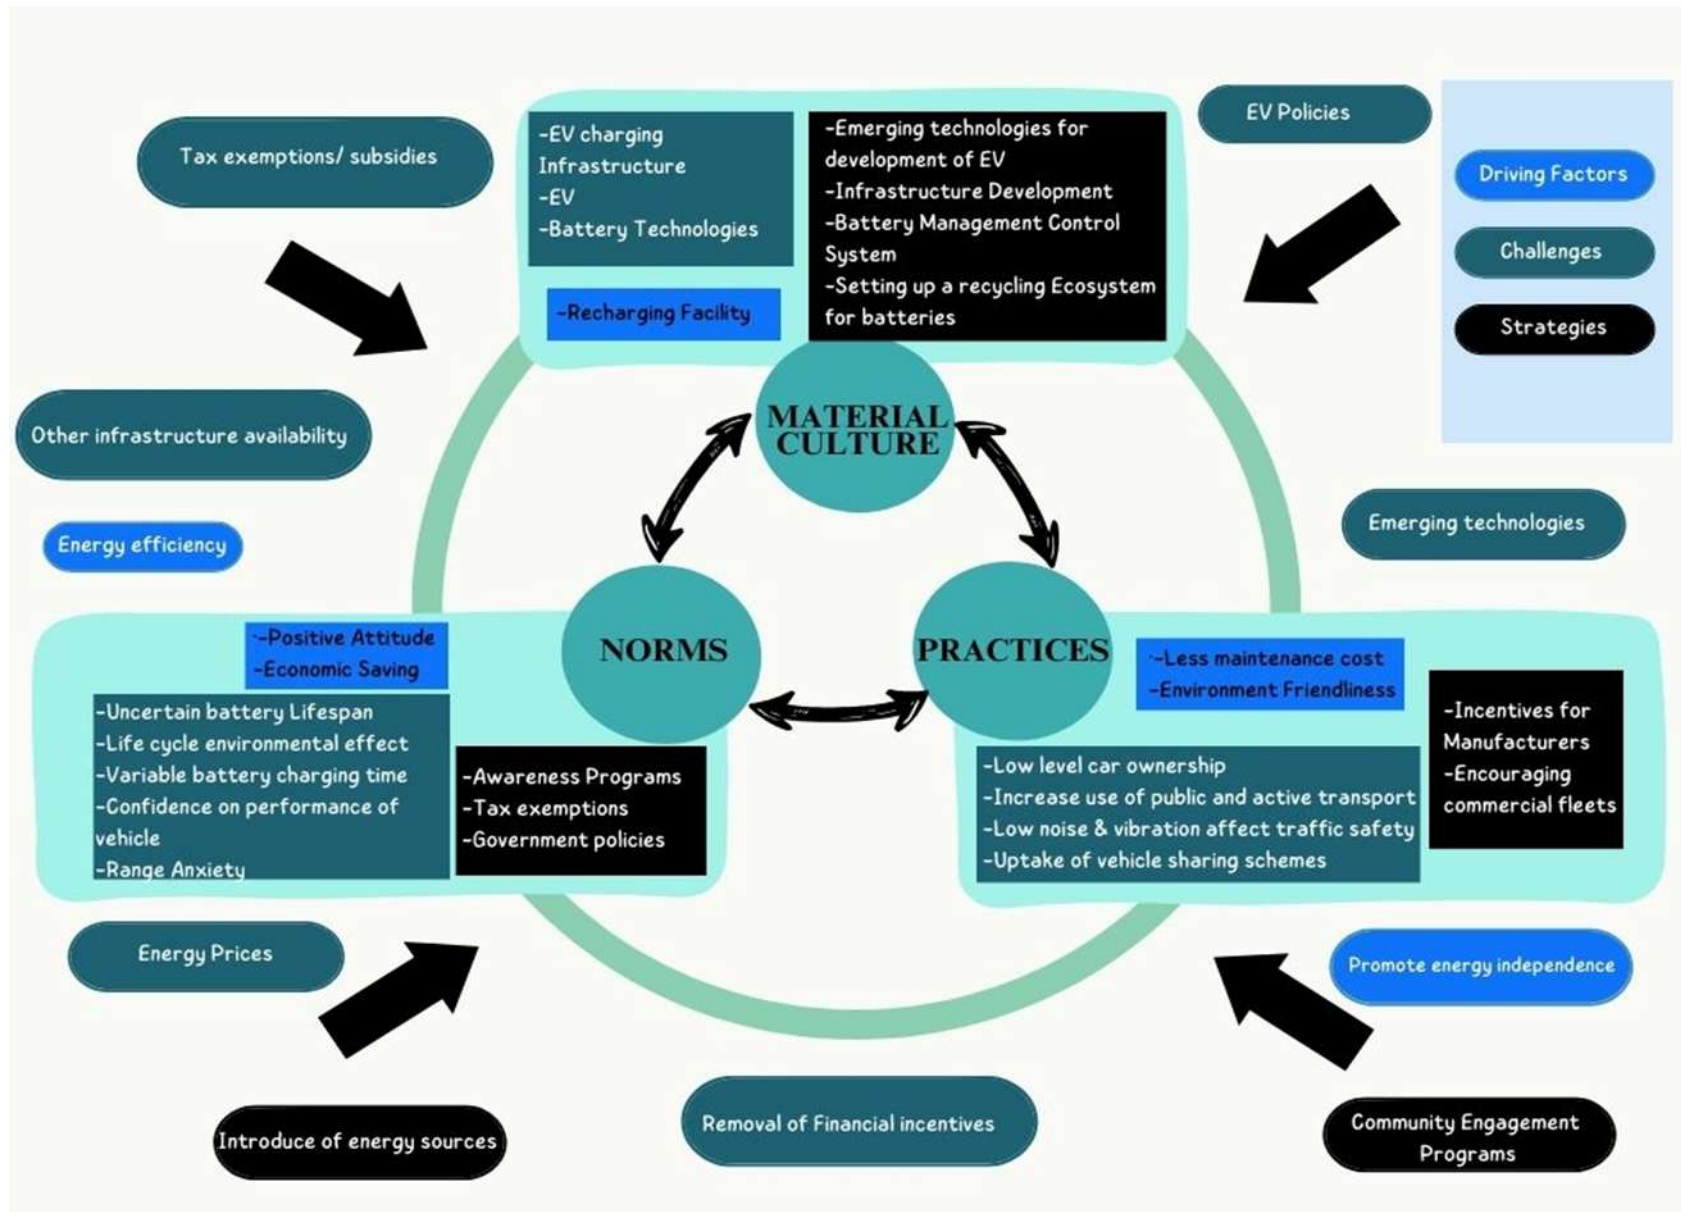 EV Policies
Tax exemptions/ subsidies
-EV charging
Infrastructure
-EV
-Battery Technologies
-Recharging Facility
-Emerging technologies for
development of EV
-Infrastructure Development
-Battery Management Control
System
-Setting up a recycling Ecosystem
for batteries
Driving Factors
Challenges
Strategies
MATERIAL
CULTURE
Other infrastructure availability
Energy efficiency
Emerging technologies
NORMS
PRACTICES
-Positive Attitude
-Economic Saving
-Uncertain battery Lifespan
-Life cycle environmental effect
-Variable battery charging time
-Confidence on performance of
vehicle
-Range Anxiety
-Awareness Programs
-Tax exemptions
-Government policies
-Less maintenance cost
-Environment Friendliness
-Low level car ownership
-Increase use of public and active transport
-Low noise & vibration affect traffic safety
-Uptake of vehicle sharing schemes
-Incentives for
Manufacturers
-Encouraging
commercial fleets
Energy Prices
Promote energy independence
Introduce of energy sources
Removal of Financial incentives
Community Engagement
Programs